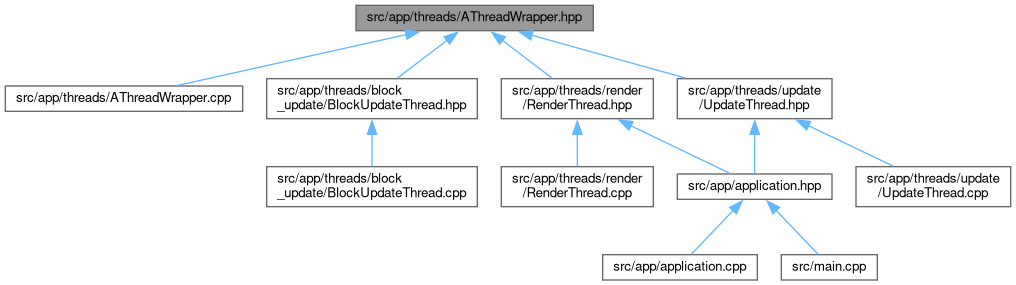 src/app/threads/AThreadWrapper.hpp
src/app/threads/AThreadWrapper.cpp
src/app/threads/block
_update/BlockUpdateThread.hpp
src/app/threads/render
/RenderThread.hpp
src/app/threads/update
/UpdateThread.hpp
src/app/threads/block
_update/BlockUpdateThread.cpp
src/app/threads/render
/RenderThread.cpp
src/app/application.hpp
src/app/threads/update
/UpdateThread.cpp
src/app/application.cpp
src/main.cpp